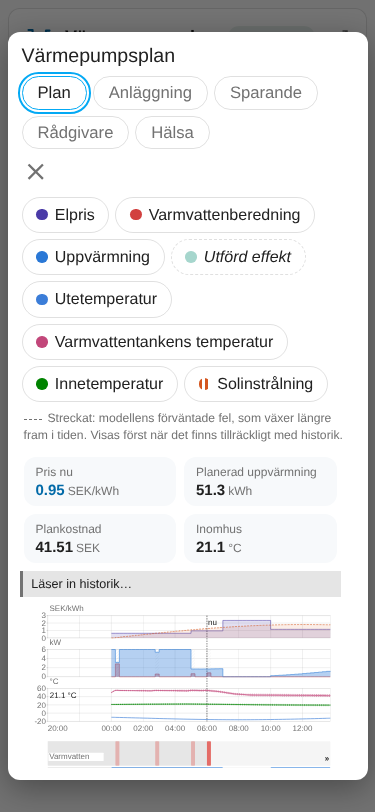 Värmepumpsplan
Plan
Anläggning
Sparande
Rådgivare
Hälsa
Elpris
Varmvattenberedning
Uppvärmning
Utförd effekt
Utetemperatur
Varmvattentankens temperatur
Innetemperatur
Solinstrålning
Streckat: modellens förväntade fel, som växer längre
fram i tiden. Visas först när det finns tillräckligt med historik.
Pris nu
0.95 SEK/kWh
Planerad uppvärmning
51.3 kWh
Plankostnad
41.51 SEK
Inomhus
21.1 °C
Läser in historik…
SEK/kWh
3
2
1
0
nu
kW
6
4
2
0
°C
60
40
21.1 °C
0
-20
20:00 00:00 02:00 04:00 06:00 08:00 10:00 12:00
Varmvatten
»